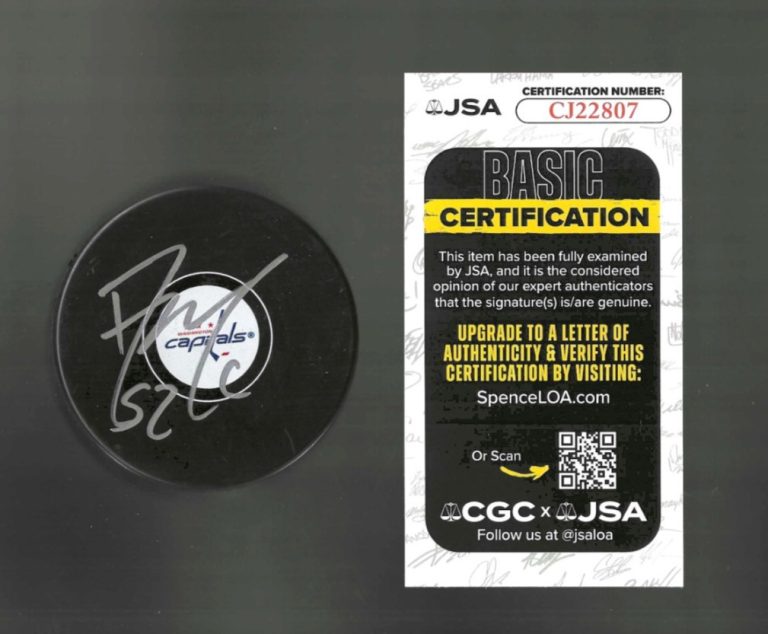 WASHINGTON
capitals®
52
JSA
CERTIFICATION NUMBER:
CJ22807
BASIC
CERTIFICATION
This item has been fully examined
by JSA, and it is the considered
opinion of our expert authenticators
that the signature(s) is/are genuine.
UPGRADE TO A LETTER OF
AUTHENTICITY & VERIFY THIS
CERTIFICATION BY VISITING:
SpenceLOA.com
Or Scan
CGC x JSA
Follow us at @jsaloa